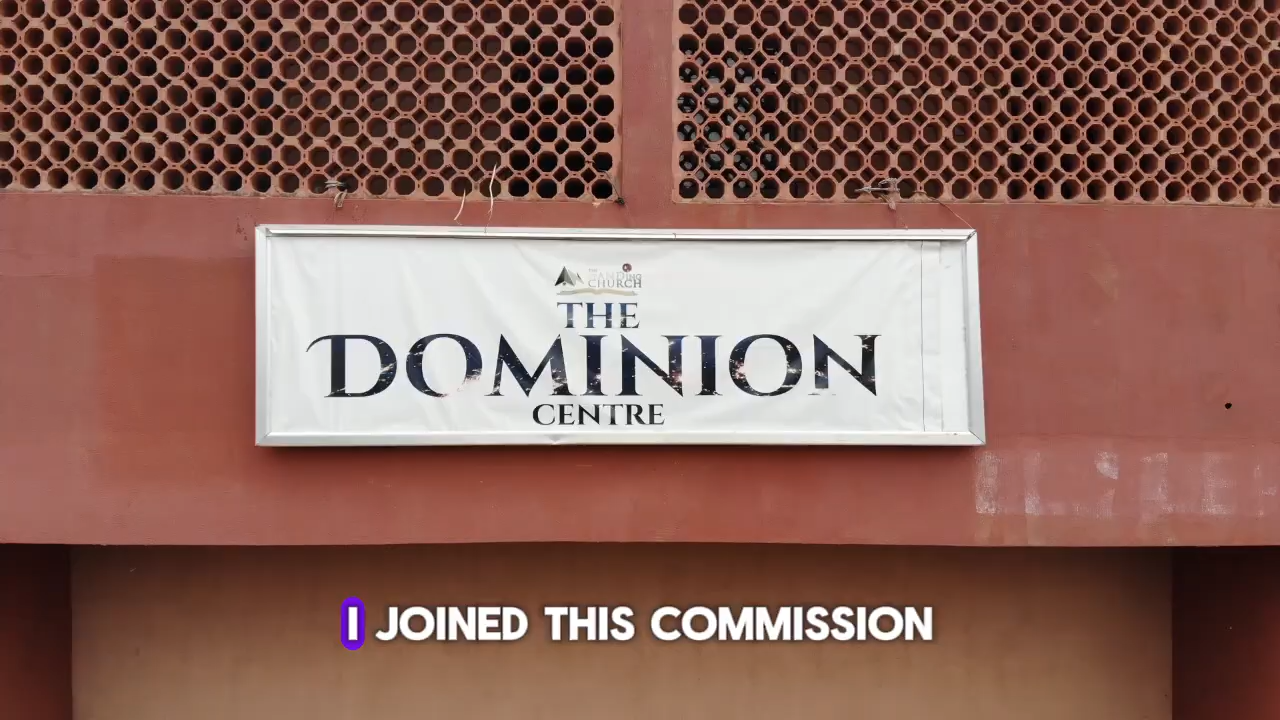 CHURCH
THE
DOMINION
CENTRE
I JOINED THIS COMMISSION